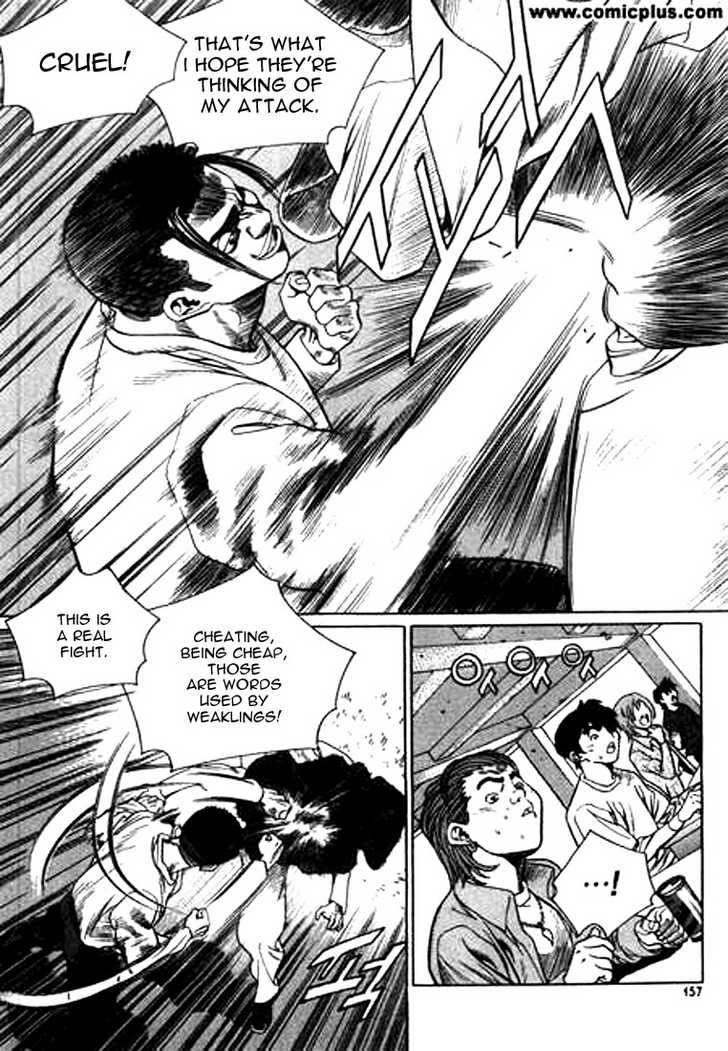 www.comicplus.com
CRUEL!
THAT'S WHAT
I HOPE THEY'RE
THINKING OF
MY ATTACK.
THIS IS
A REAL
FIGHT.
CHEATING,
BEING CHEAP,
THOSE
ARE WORDS
USED BY
WEAKLINGS!
...!
157